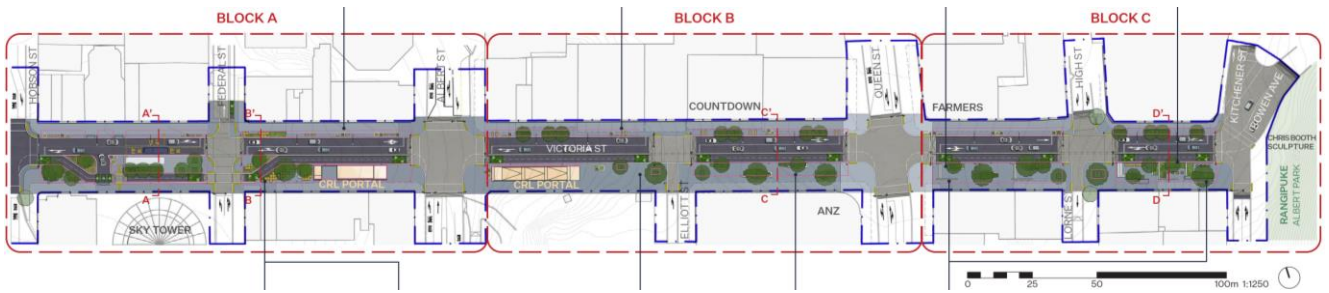 BLOCK A
BLOCK B
BLOCK C
HOBSON ST
FEDERAL ST
ALBERT ST
QUEEN ST
HIGH ST
KITCHENER ST
BOWEN AVE
COUNTDOWN
FARMERS
A'
B'
C'
D'
VICTORIA ST
CHRIS BOOTH
SCULPTURE
CRL PORTAL
CRL PORTAL
A
B
C
D
SKY TOWER
ELLIOTT
ANZ
LORNE ST
RANGIPUKE
ALBERT PARK
0 25 50 100m 1:1250